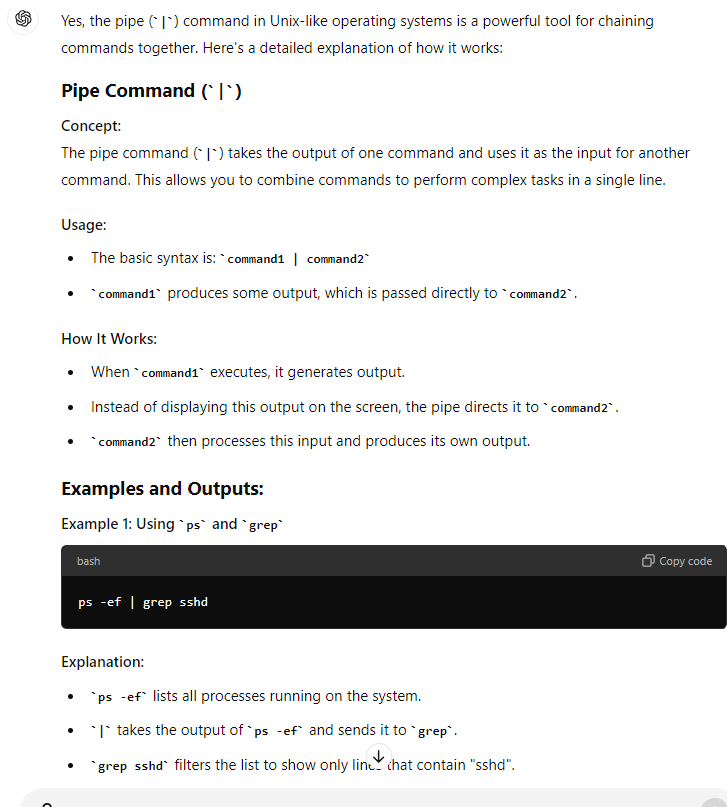 Yes, the pipe (`|`) command in Unix-like operating systems is a powerful tool for chaining
commands together. Here's a detailed explanation of how it works:
Pipe Command (`|`)
Concept:
The pipe command (`|`) takes the output of one command and uses it as the input for another
command. This allows you to combine commands to perform complex tasks in a single line.
Usage:
• The basic syntax is: `command1 | command2`
• `command1` produces some output, which is passed directly to `command2`.
How It Works:
• When `command1` executes, it generates output.
• Instead of displaying this output on the screen, the pipe directs it to `command2`.
• `command2` then processes this input and produces its own output.
Examples and Outputs:
Example 1: Using `ps` and `grep`
bash Copy code
ps -ef | grep sshd
Explanation:
• `ps -ef` lists all processes running on the system.
• `|` takes the output of `ps -ef` and sends it to `grep`.
• `grep sshd` filters the list to show only lines that contain "sshd".